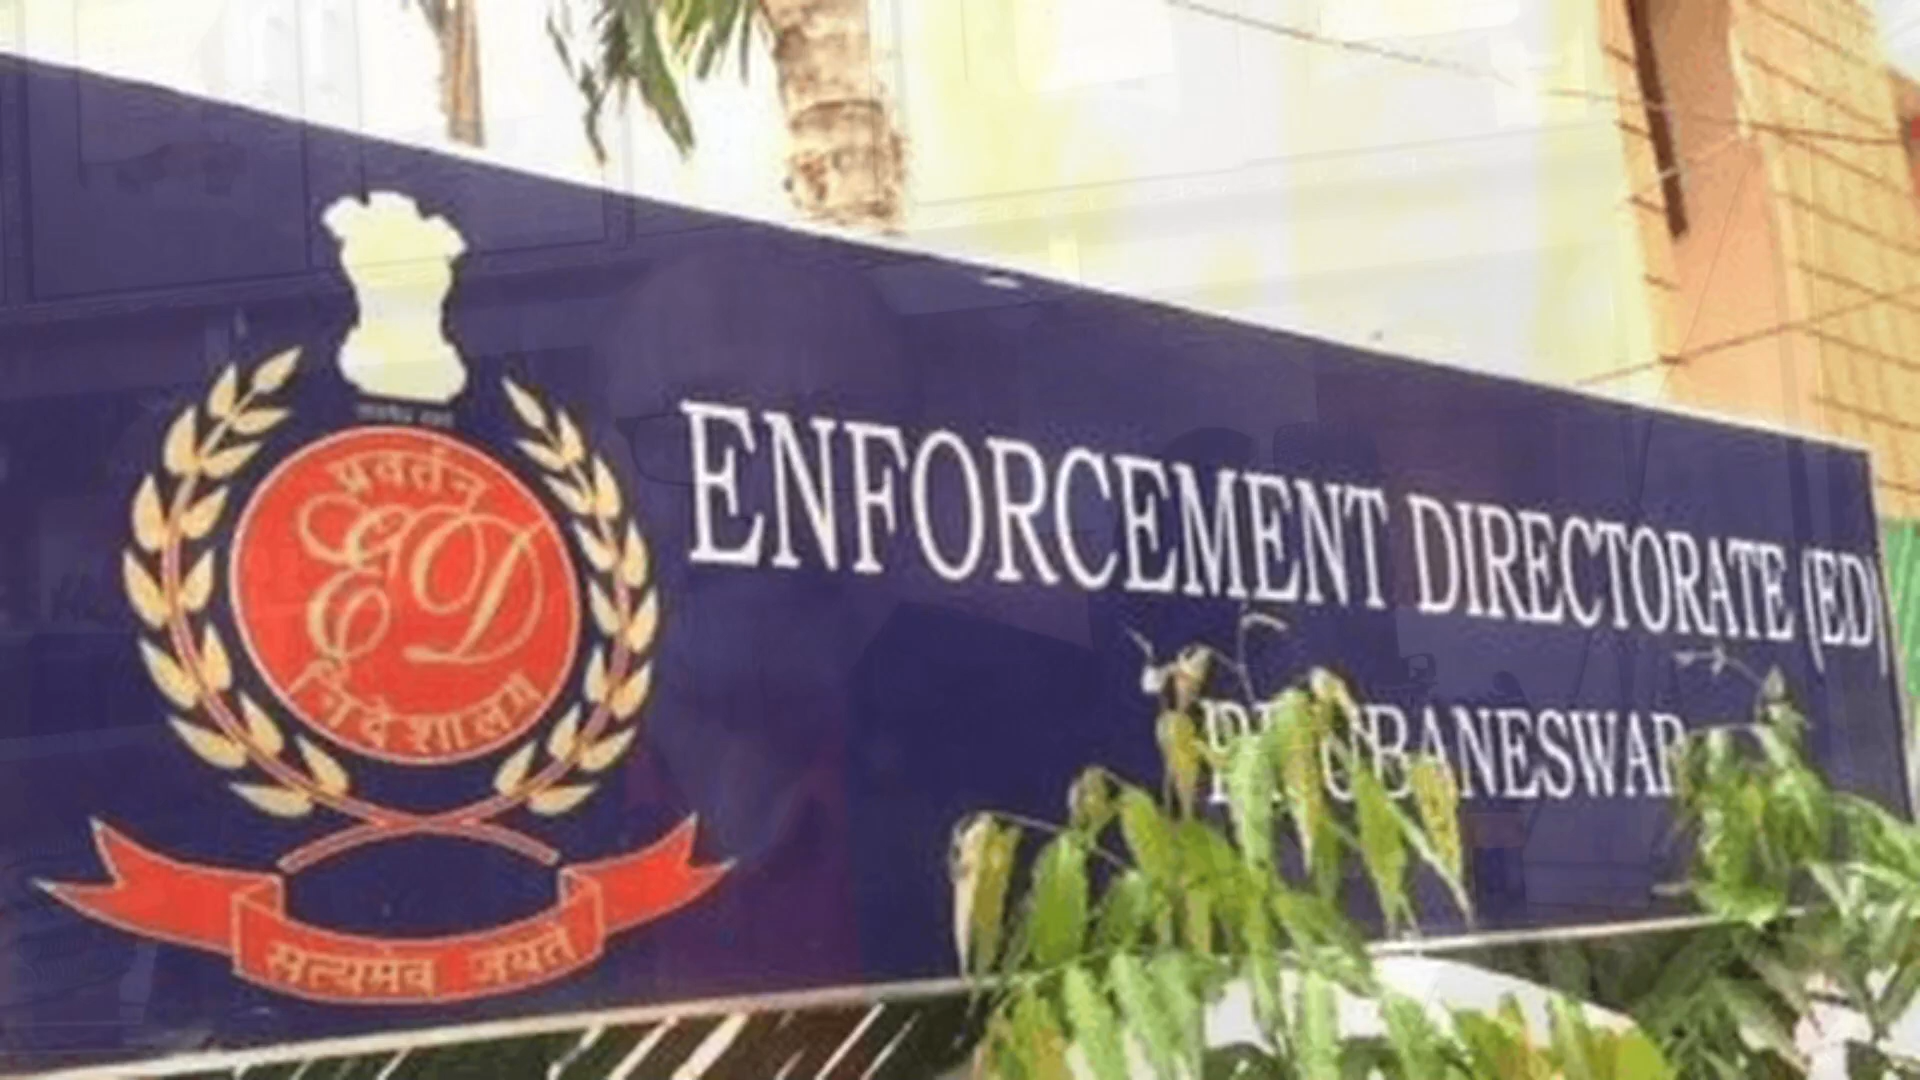 प्रवर्तन
ED
निदेशालय
सत्यमेव जयते
ENFORCEMENT DIRECTORATE (ED)